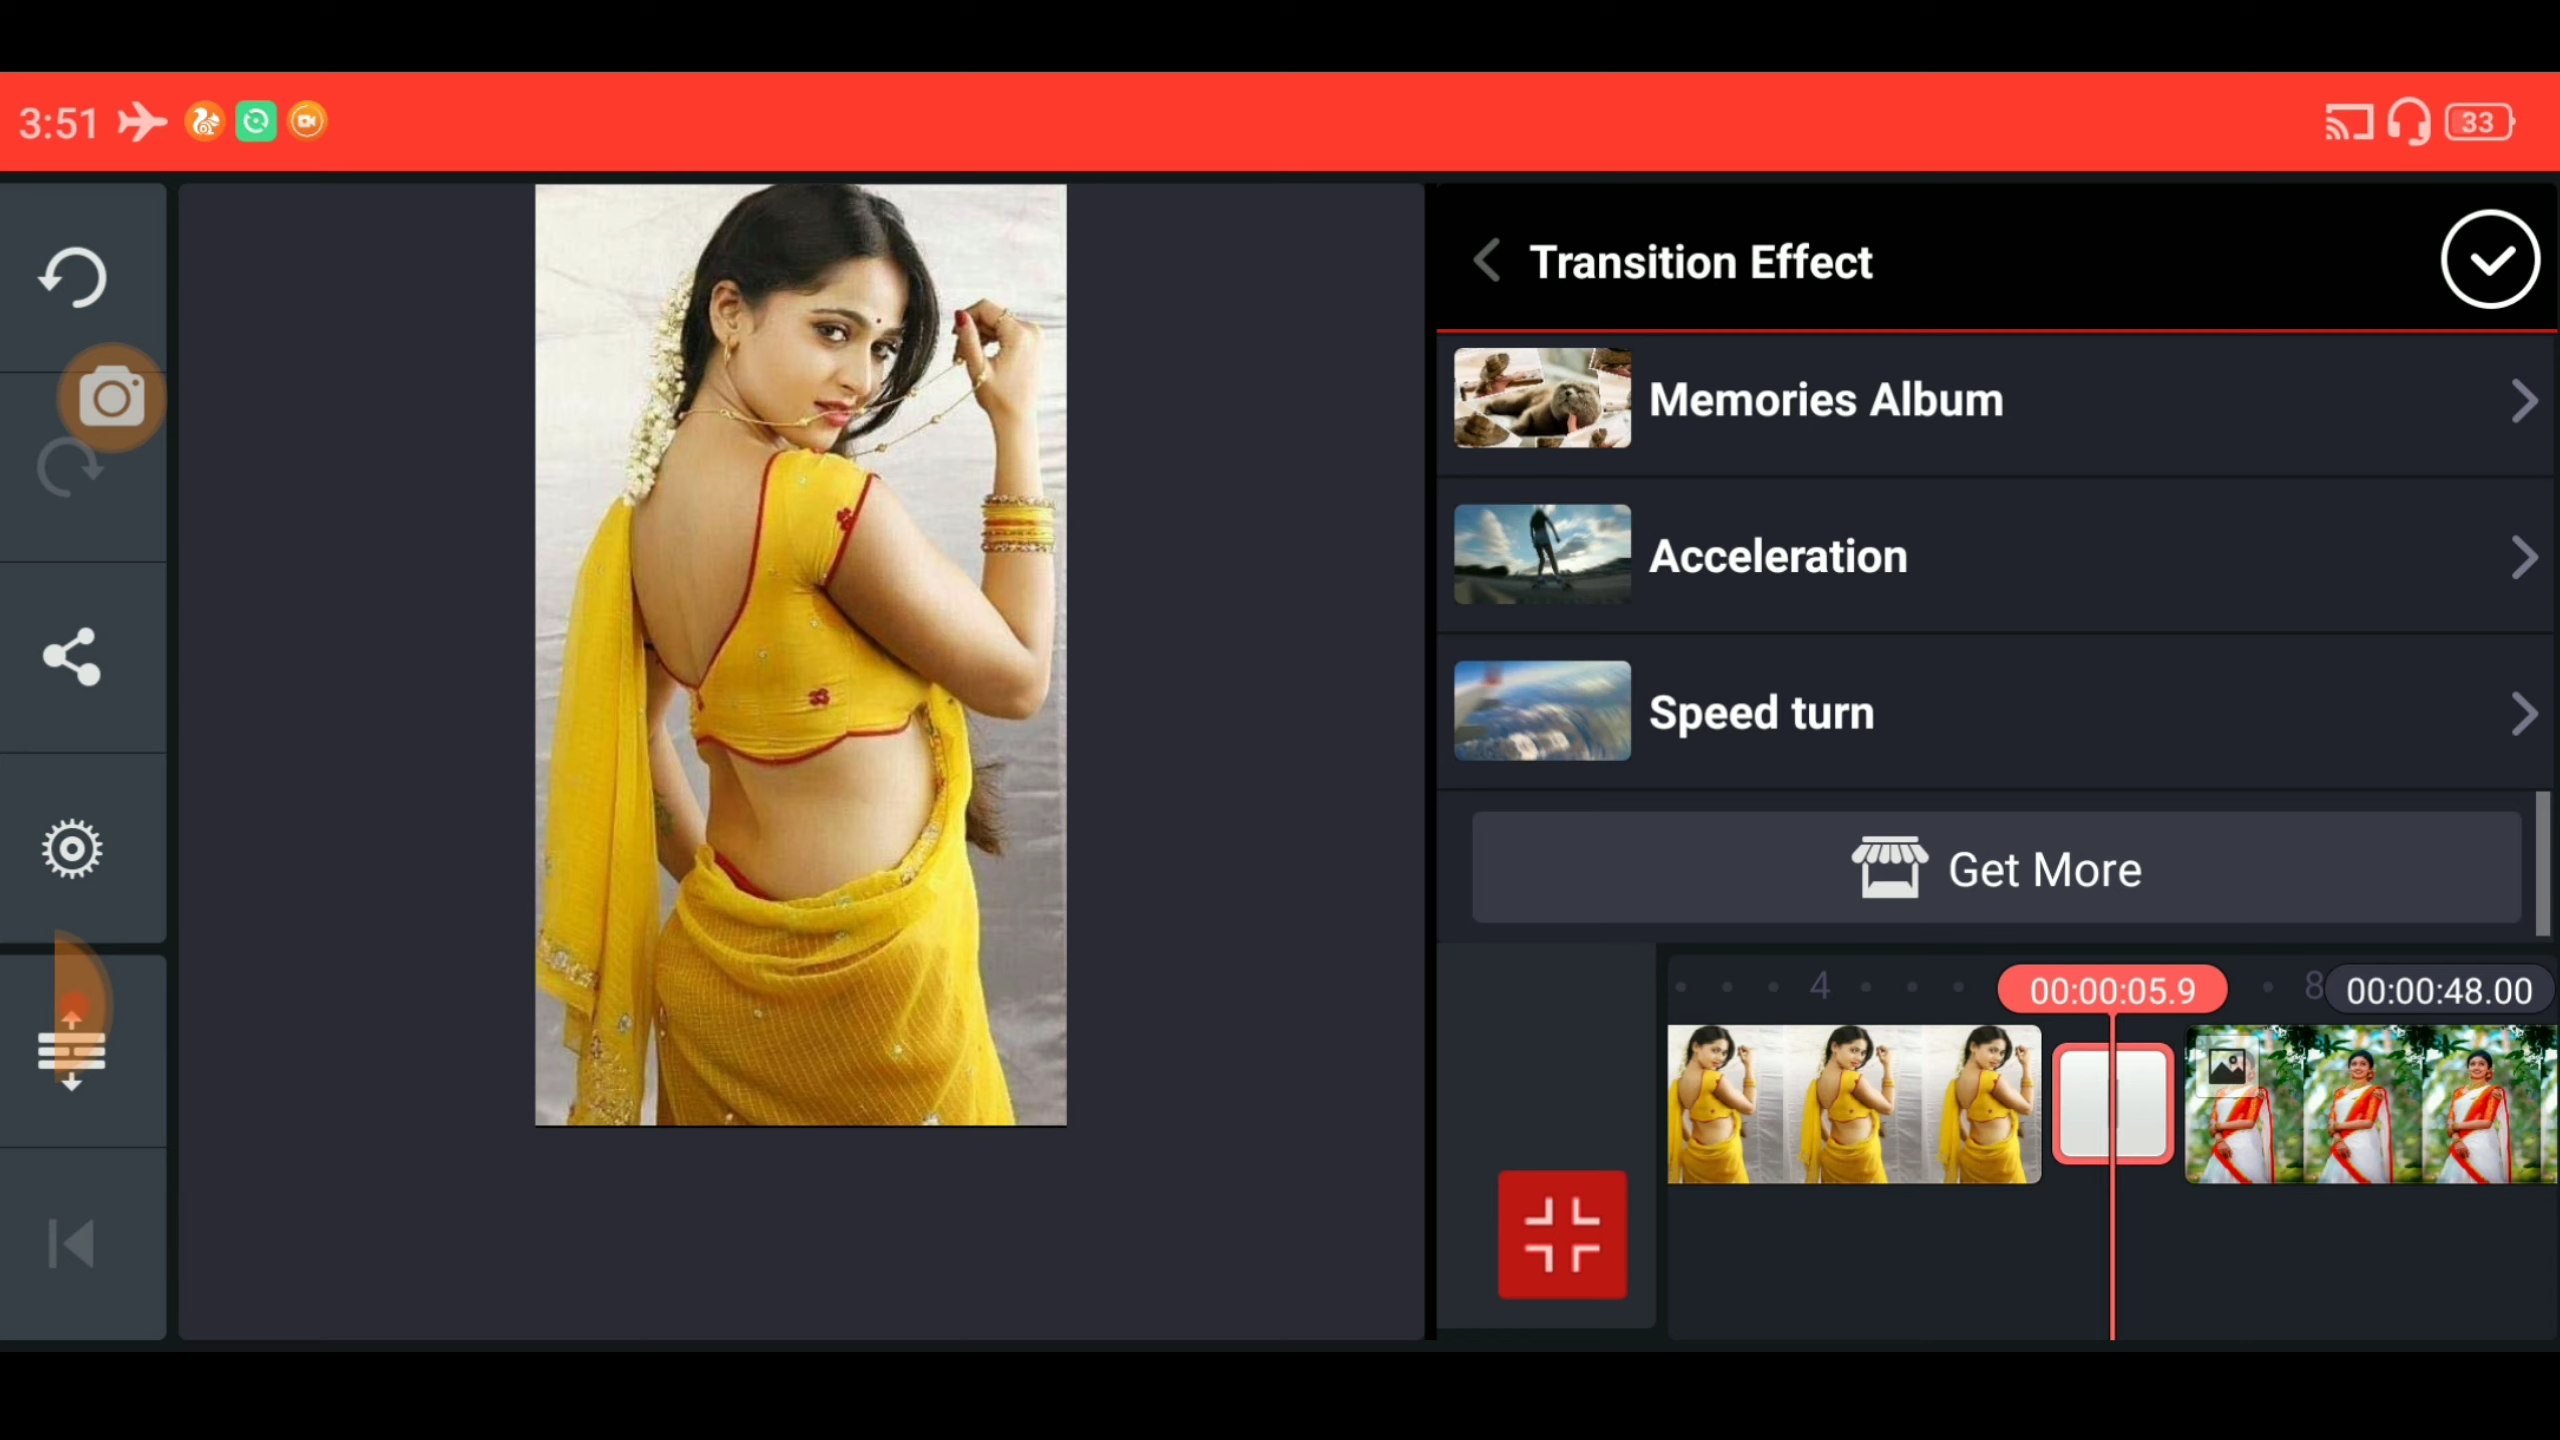 3:51
33
Transition Effect
Memories Album
Acceleration
Speed turn
Get More
4
00:00:05.9
8
00:00:48.00